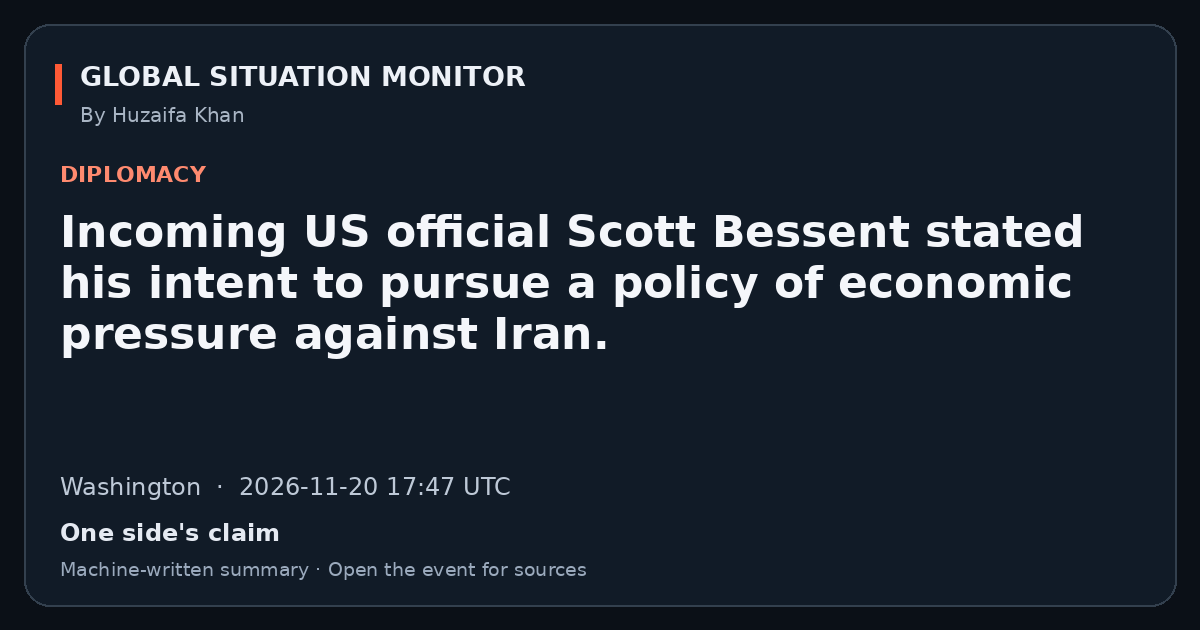 GLOBAL SITUATION MONITOR
By Huzaifa Khan
DIPLOMACY
Incoming US official Scott Bessent stated
his intent to pursue a policy of economic
pressure against Iran.
Washington · 2026-11-20 17:47 UTC
One side's claim
Machine-written summary · Open the event for sources